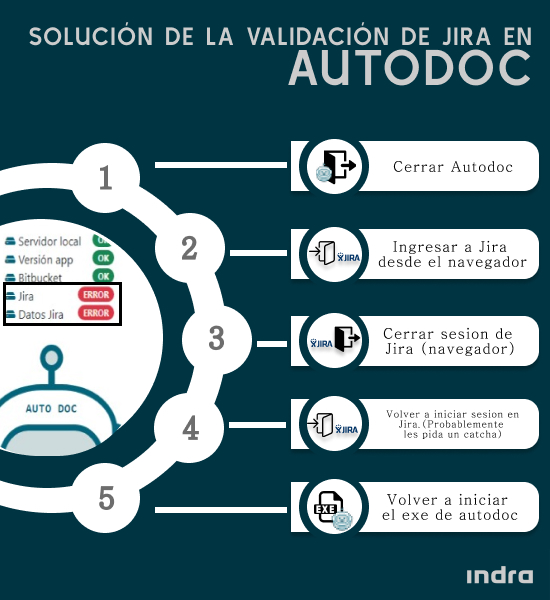 SOLUCIÓN DE LA VALIDACIÓN DE JIRA EN
AUTODOC
Servidor local OK
Versión app OK
Bitbucket OK
Jira ERROR
Datos Jira ERROR
AUTO DOC
1
Cerrar Autodoc
2
XJIRA
Ingresar a Jira
desde el navegador
3
XJIRA
Cerrar sesion de
Jira (navegador)
4
XJIRA
Volver a iniciar sesion en
Jira.(Probablemente
les pida un catcha)
5
EXE
Volver a iniciar
el exe de autodoc
indra